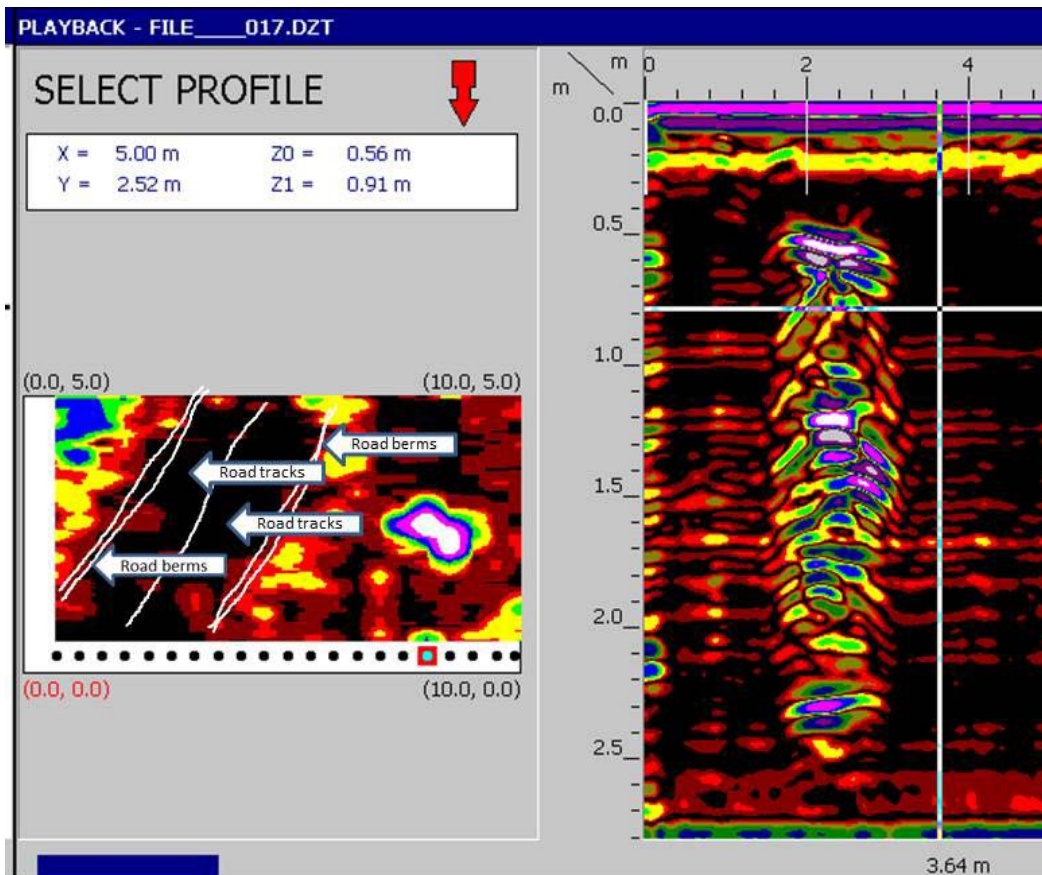 PLAYBACK - FILE____017.DZT
SELECT PROFILE
X = 5.00 m Z0 = 0.56 m
Y = 2.52 m Z1 = 0.91 m
(0.0, 5.0) (10.0, 5.0)
Road berms
Road tracks
Road tracks
Road berms
(0.0, 0.0) (10.0, 0.0)
m 0 2 4
m
0.0
0.5
1.0
1.5
2.0
2.5
3.64 m